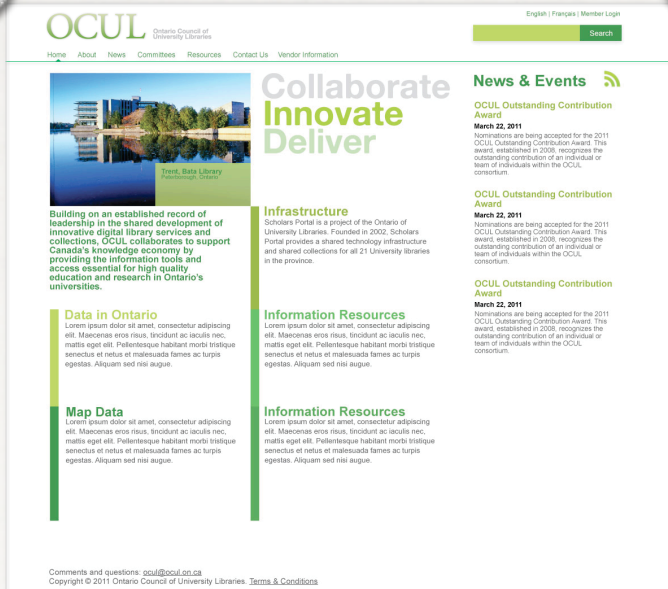 English | Français | Member Login
OCUL
Ontario Council of
University Libraries
Search
Home About News Committees Resources Contact Us Vendor Information
Collaborate
Innovate
Deliver
Trent, Bata Library
Peterborough, Ontario
Building on an established record of
leadership in the shared development of
innovative digital library services and
collections, OCUL collaborates to support
Canada's knowledge economy by
providing the information tools and
access essential for high quality
education and research in Ontario's
universities.
Infrastructure
Scholars Portal is a project of the Ontario of
University Libraries. Founded in 2002, Scholars
Portal provides a shared technology infrastructure
and shared collections for all 21 University libraries
in the province.
Data in Ontario
Lorem ipsum dolor sit amet, consectetur adipiscing
elit. Maecenas eros risus, tincidunt ac iaculis nec,
mattis eget elit. Pellentesque habitant morbi tristique
senectus et netus et malesuada fames ac turpis
egestas. Aliquam sed nisi augue.
Information Resources
Lorem ipsum dolor sit amet, consectetur adipiscing
elit. Maecenas eros risus, tincidunt ac iaculis nec,
mattis eget elit. Pellentesque habitant morbi tristique
senectus et netus et malesuada fames ac turpis
egestas. Aliquam sed nisi augue.
Map Data
Lorem ipsum dolor sit amet, consectetur adipiscing
elit. Maecenas eros risus, tincidunt ac iaculis nec,
mattis eget elit. Pellentesque habitant morbi tristique
senectus et netus et malesuada fames ac turpis
egestas. Aliquam sed nisi augue.
Information Resources
Lorem ipsum dolor sit amet, consectetur adipiscing
elit. Maecenas eros risus, tincidunt ac iaculis nec,
mattis eget elit. Pellentesque habitant morbi tristique
senectus et netus et malesuada fames ac turpis
egestas. Aliquam sed nisi augue.
News & Events
OCUL Outstanding Contribution
Award
March 22, 2011
Nominations are being accepted for the 2011
OCUL Outstanding Contribution Award. This
award, established in 2008, recognizes the
outstanding contribution of an individual or
team of individuals within the OCUL
consortium.
OCUL Outstanding Contribution
Award
March 22, 2011
Nominations are being accepted for the 2011
OCUL Outstanding Contribution Award. This
award, established in 2008, recognizes the
outstanding contribution of an individual or
team of individuals within the OCUL
consortium.
OCUL Outstanding Contribution
Award
March 22, 2011
Nominations are being accepted for the 2011
OCUL Outstanding Contribution Award. This
award, established in 2008, recognizes the
outstanding contribution of an individual or
team of individuals within the OCUL
consortium.
Comments and questions: ocul@ocul.on.ca
Copyright © 2011 Ontario Council of University Libraries. Terms & Conditions